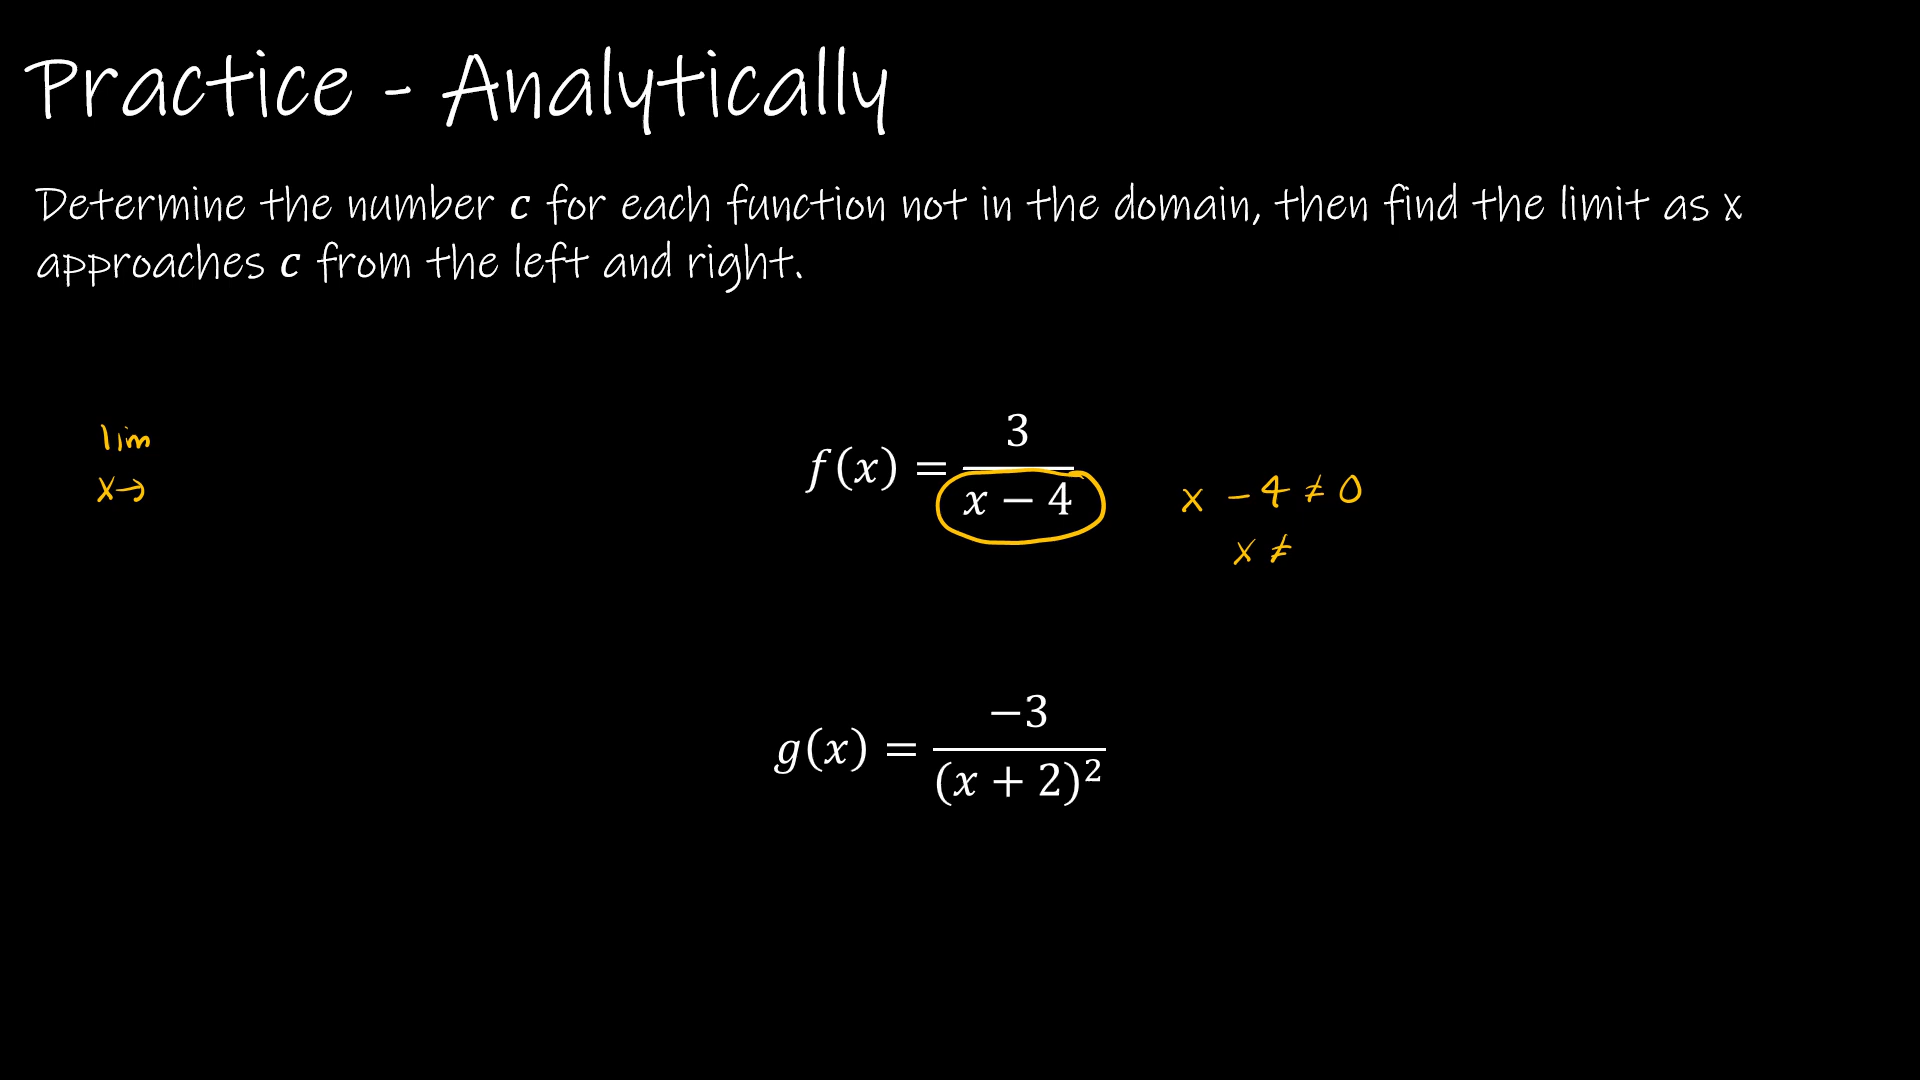 Practice - Analytically
Determine the number c for each function not in the domain, then find the limit as x
approaches c from the left and right.
lim
x→
f(x) = 3/(x − 4)
x - 4 ≠ 0
x ≠
g(x) = −3/(x + 2)²